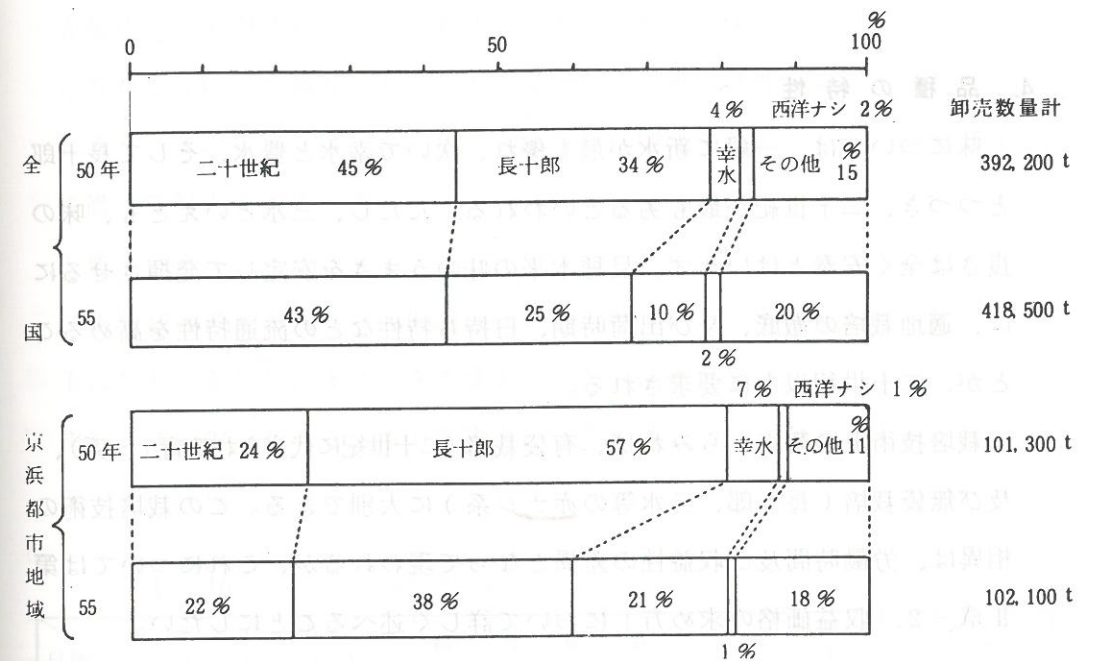 %
0 50 100
4% 西洋ナシ 2% 卸売数量計
全国
50年 二十世紀 45% 長十郎 34% 幸水 その他 15% 392,200 t
55 43% 25% 10% 20% 418,500 t
2%
7% 西洋ナシ 1%
京浜都市地域
50年 二十世紀 24% 長十郎 57% 幸水 その他 11% 101,300 t
55 22% 38% 21% 18% 102,100 t
1%